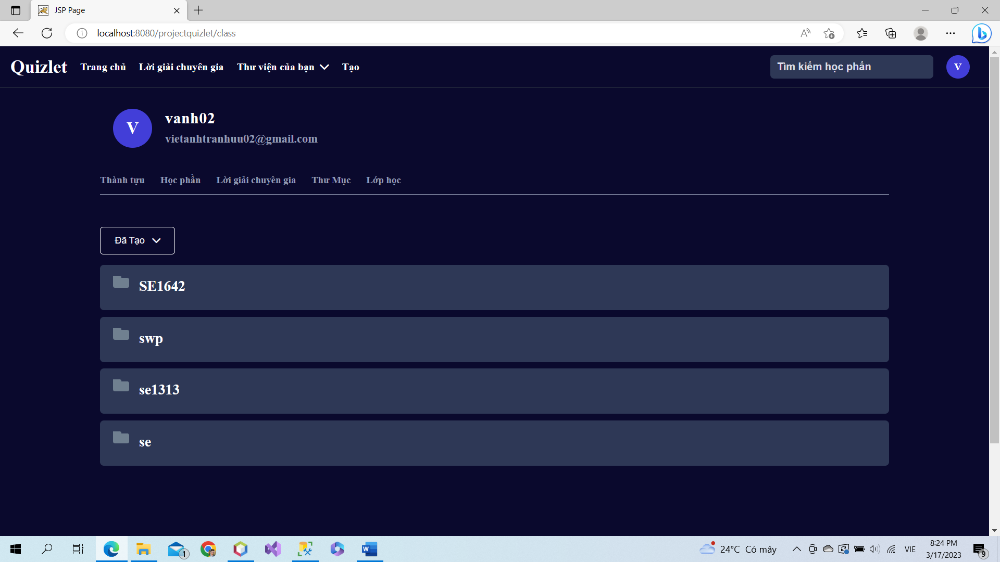 JSP Page
localhost:8080/projectquizlet/class
Quizlet Trang chủ Lời giải chuyên gia Thư viện của bạn Tạo Tìm kiếm học phần V
V vanh02
vietanhtranhuu02@gmail.com
Thành tựu Học phần Lời giải chuyên gia Thư Mục Lớp học
Đã Tạo
SE1642
swp
se1313
se
1 W 24°C Có mây VIE 8:24 PM
3/17/2023 9